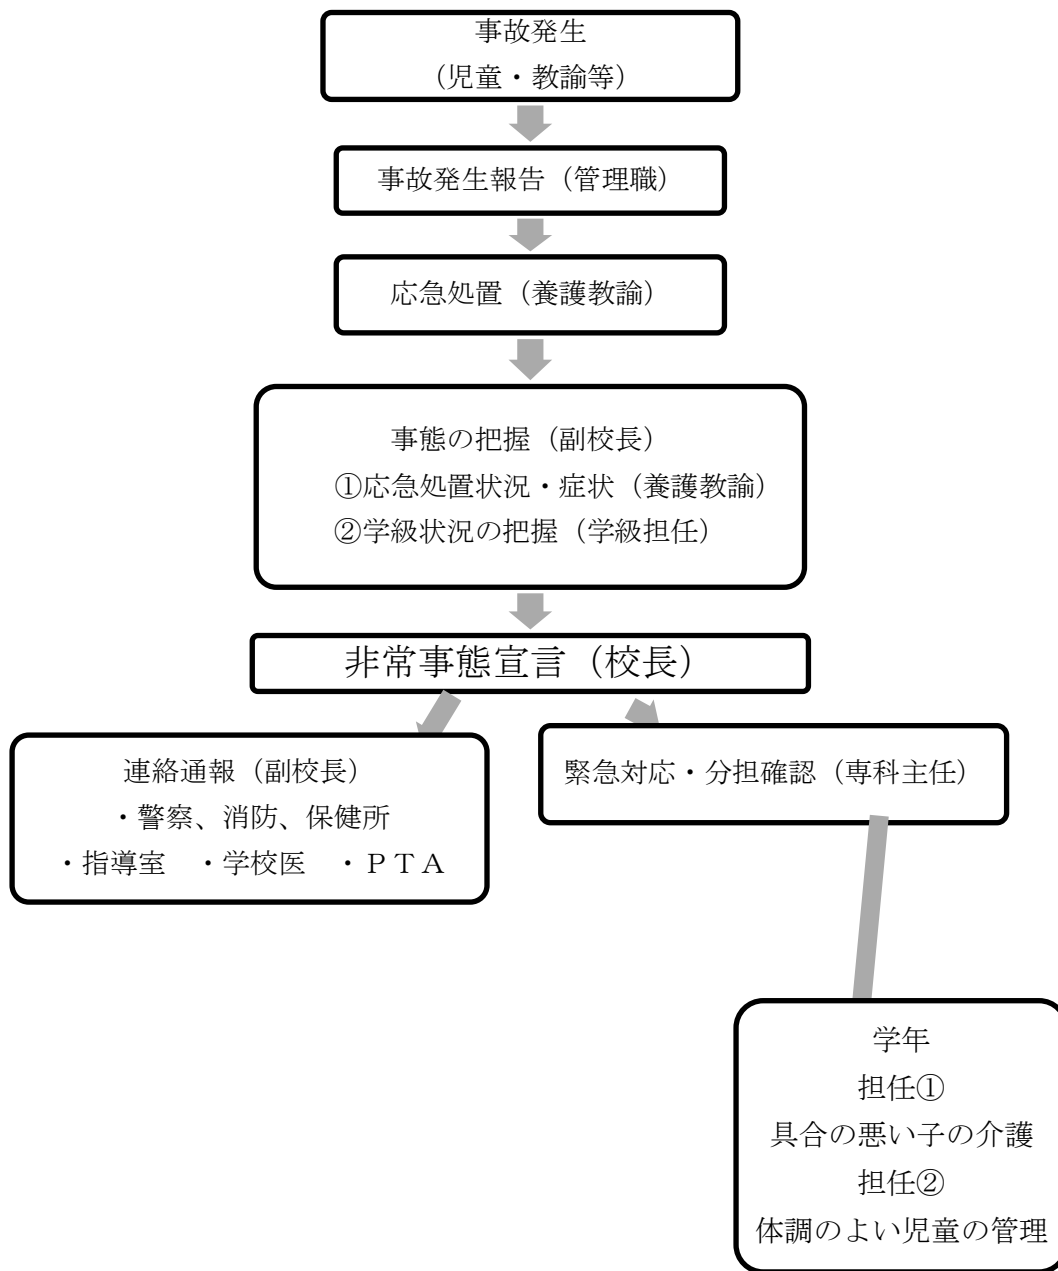 事故発生
（児童・教諭等）
事故発生報告（管理職）
応急処置（養護教諭）
事態の把握（副校長）
①応急処置状況・症状（養護教諭）
②学級状況の把握（学級担任）
非常事態宣言（校長）
連絡通報（副校長）
・警察、消防、保健所
・指導室　・学校医　・ＰＴＡ
緊急対応・分担確認（専科主任）
学年
担任①
具合の悪い子の介護
担任②
体調のよい児童の管理